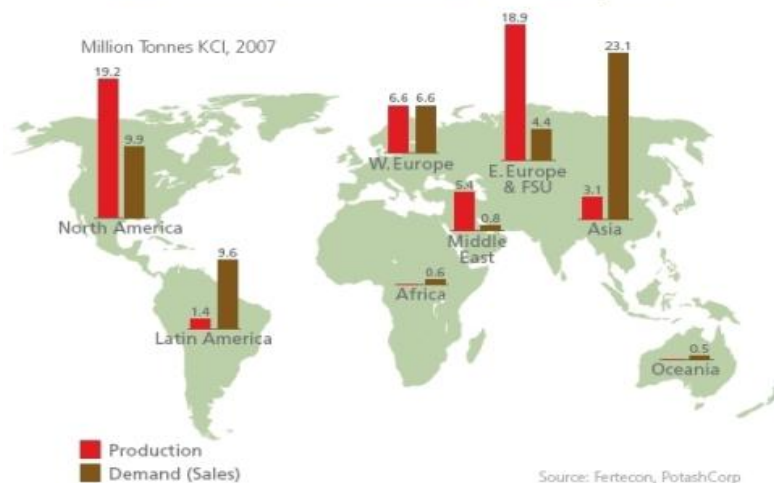 Million Tonnes KCl, 2007
19.2
9.9
North America
1.4
9.6
Latin America
6.6 6.6
W. Europe
18.9
4.4
E. Europe
& FSU
5.4
0.8
Middle
East
0.6
Africa
3.1
23.1
Asia
0.5
Oceania
Production
Demand (Sales)
Source: Fertecon, PotashCorp